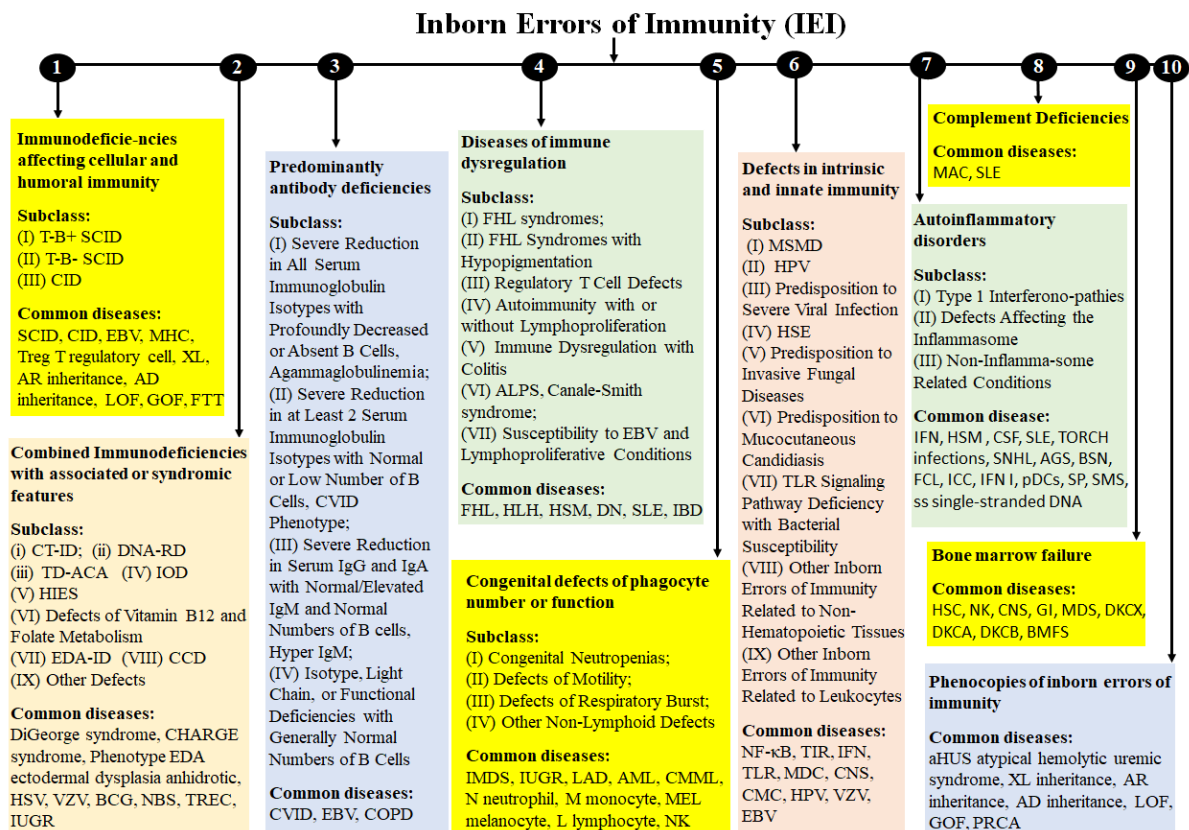 Inborn Errors of Immunity (IEI)
1
2
3
4
5
6
7
8
9
10
Immunodeficie-ncies
affecting cellular and
humoral immunity
Subclass:
(I) T-B+ SCID
(II) T-B- SCID
(III) CID
Common diseases:
SCID, CID, EBV, MHC,
Treg T regulatory cell, XL,
AR inheritance, AD
inheritance, LOF, GOF, FTT
Combined Immunodeficiencies
with associated or syndromic
features
Subclass:
(i) CT-ID; (ii) DNA-RD
(iii) TD-ACA (IV) IOD
(V) HIES
(VI) Defects of Vitamin B12 and
Folate Metabolism
(VII) EDA-ID (VIII) CCD
(IX) Other Defects
Common diseases:
DiGeorge syndrome, CHARGE
syndrome, Phenotype EDA
ectodermal dysplasia anhidrotic,
HSV, VZV, BCG, NBS, TREC,
IUGR
Predominantly
antibody deficiencies
Subclass:
(I) Severe Reduction
in All Serum
Immunoglobulin
Isotypes with
Profoundly Decreased
or Absent B Cells,
Agammaglobulinemia;
(II) Severe Reduction
in at Least 2 Serum
Immunoglobulin
Isotypes with Normal
or Low Number of B
Cells, CVID
Phenotype;
(III) Severe Reduction
in Serum IgG and IgA
with Normal/Elevated
IgM and Normal
Numbers of B cells,
Hyper IgM;
(IV) Isotype, Light
Chain, or Functional
Deficiencies with
Generally Normal
Numbers of B Cells
Common diseases:
CVID, EBV, COPD
Diseases of immune
dysregulation
Subclass:
(I) FHL syndromes;
(II) FHL Syndromes with
Hypopigmentation
(III) Regulatory T Cell Defects
(IV) Autoimmunity with or
without Lymphoproliferation
(V) Immune Dysregulation with
Colitis
(VI) ALPS, Canale-Smith
syndrome;
(VII) Susceptibility to EBV and
Lymphoproliferative Conditions
Common diseases:
FHL, HLH, HSM, DN, SLE, IBD
Congenital defects of phagocyte
number or function
Subclass:
(I) Congenital Neutropenias;
(II) Defects of Motility;
(III) Defects of Respiratory Burst;
(IV) Other Non-Lymphoid Defects
Common diseases:
IMDS, IUGR, LAD, AML, CMML,
N neutrophil, M monocyte, MEL
melanocyte, L lymphocyte, NK
Defects in intrinsic
and innate immunity
Subclass:
(I) MSMD
(II) HPV
(III) Predisposition to
Severe Viral Infection
(IV) HSE
(V) Predisposition to
Invasive Fungal
Diseases
(VI) Predisposition to
Mucocutaneous
Candidiasis
(VII) TLR Signaling
Pathway Deficiency
with Bacterial
Susceptibility
(VIII) Other Inborn
Errors of Immunity
Related to Non-
Hematopoietic Tissues
(IX) Other Inborn
Errors of Immunity
Related to Leukocytes
Common diseases:
NF-κB, TIR, IFN,
TLR, MDC, CNS,
CMC, HPV, VZV,
EBV
Complement Deficiencies
Common diseases:
MAC, SLE
Autoinflammatory
disorders
Subclass:
(I) Type 1 Interferono-pathies
(II) Defects Affecting the
Inflammasome
(III) Non-Inflamma-some
Related Conditions
Common disease:
IFN, HSM , CSF, SLE, TORCH
infections, SNHL, AGS, BSN,
FCL, ICC, IFN I, pDCs, SP, SMS,
ss single-stranded DNA
Bone marrow failure
Common diseases:
HSC, NK, CNS, GI, MDS, DKCX,
DKCA, DKCB, BMFS
Phenocopies of inborn errors of
immunity
Common diseases:
aHUS atypical hemolytic uremic
syndrome, XL inheritance, AR
inheritance, AD inheritance, LOF,
GOF, PRCA